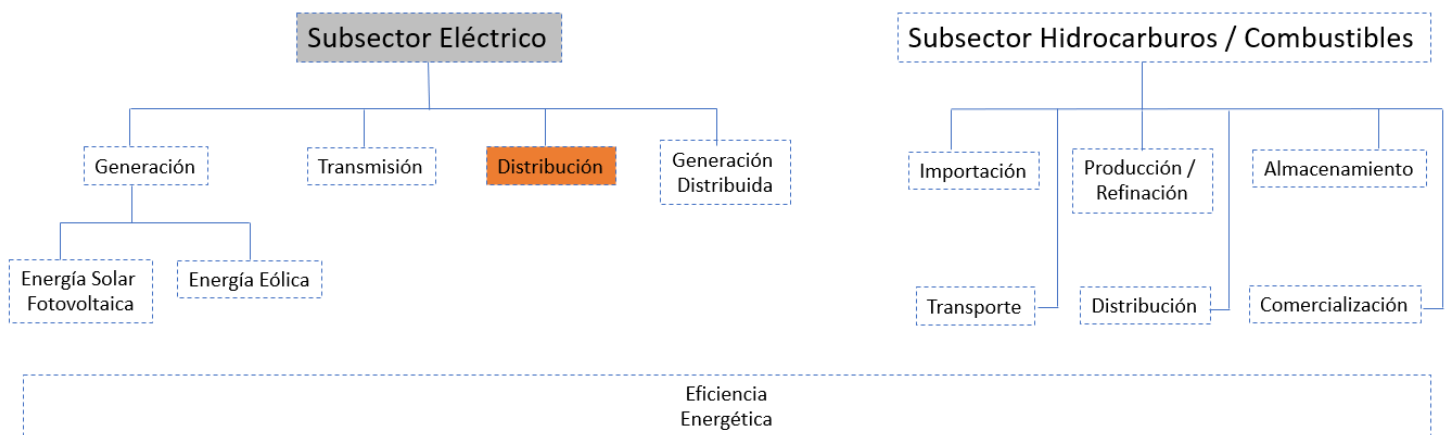 Subsector Eléctrico
Subsector Hidrocarburos / Combustibles
Generación
Transmisión
Distribución
Generación
Distribuida
Importación
Producción /
Refinación
Almacenamiento
Energía Solar
Fotovoltaica
Energía Eólica
Transporte
Distribución
Comercialización
Eficiencia
Energética